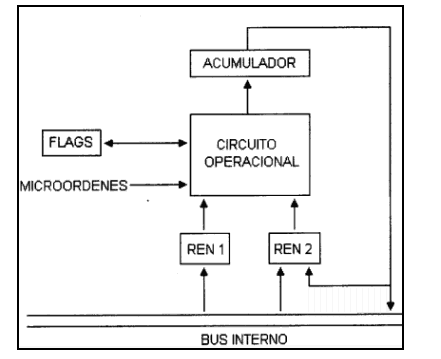 ACUMULADOR
FLAGS
CIRCUITO
OPERACIONAL
MICROORDENES
REN 1
REN 2
BUS INTERNO